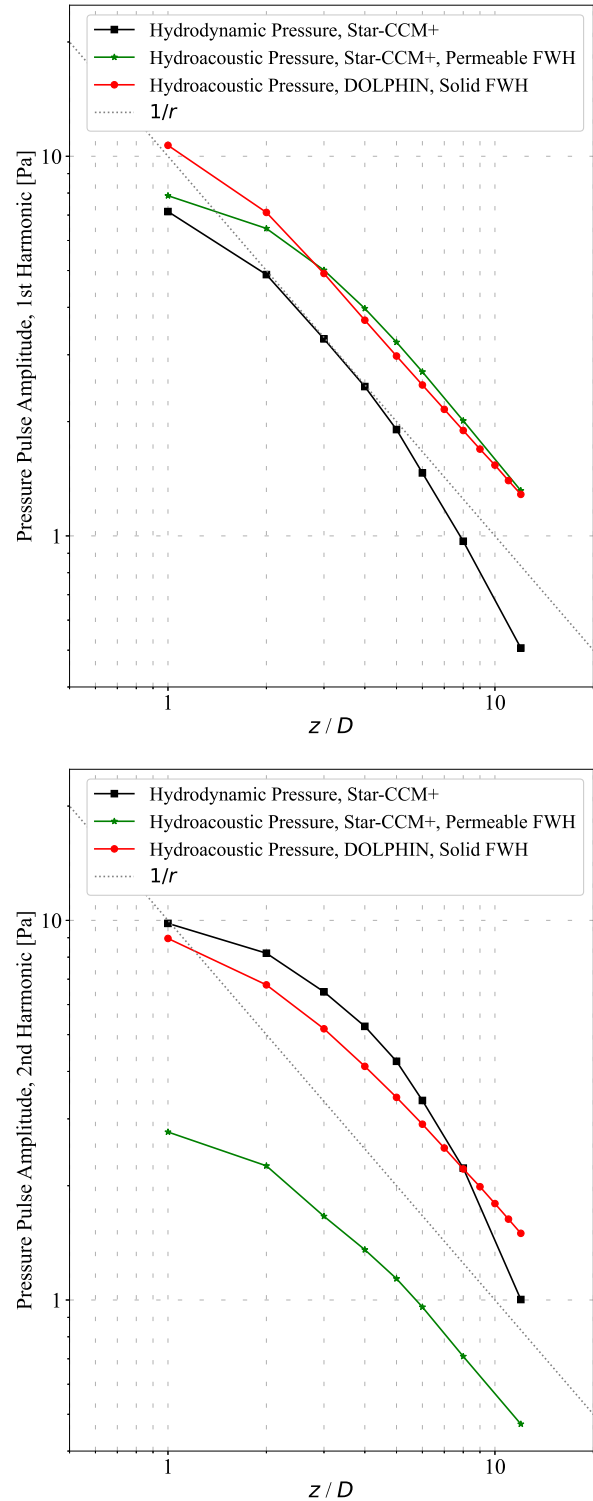 Hydrodynamic Pressure, Star-CCM+
Hydroacoustic Pressure, Star-CCM+, Permeable FWH
Hydroacoustic Pressure, DOLPHIN, Solid FWH
1/r
Pressure Pulse Amplitude, 1st Harmonic [Pa]
10
1
1
10
z / D
Hydrodynamic Pressure, Star-CCM+
Hydroacoustic Pressure, Star-CCM+, Permeable FWH
Hydroacoustic Pressure, DOLPHIN, Solid FWH
1/r
Pressure Pulse Amplitude, 2nd Harmonic [Pa]
10
1
1
10
z / D